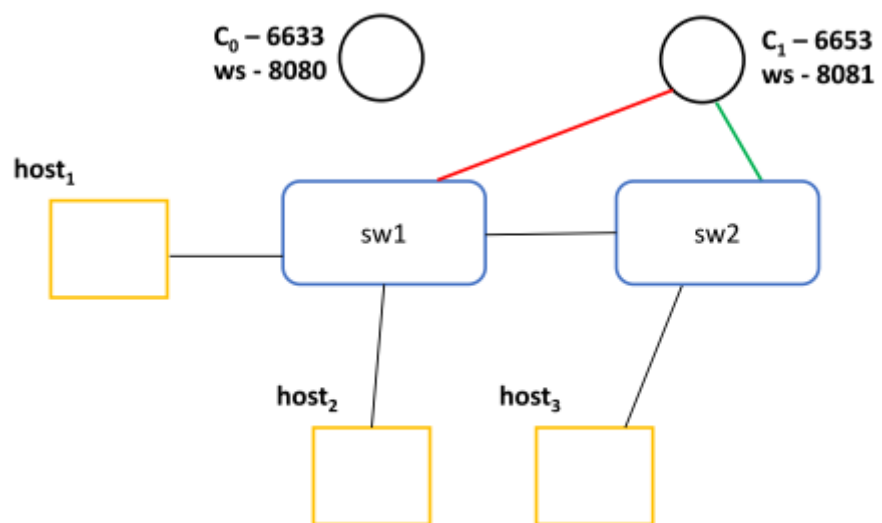 C₀ – 6633
ws - 8080
C₁ – 6653
ws - 8081
host₁
sw1
sw2
host₂
host₃